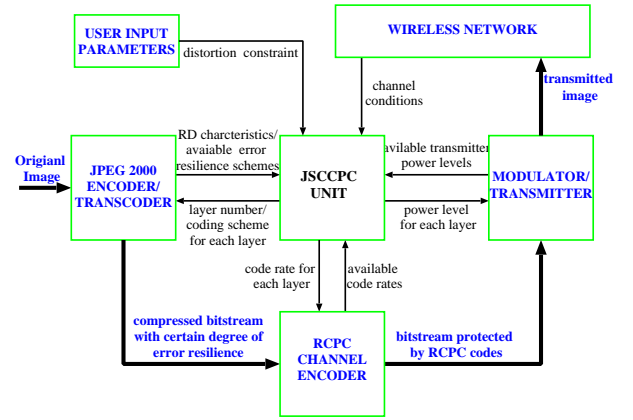 USER INPUT
PARAMETERS
distortion constraint
WIRELESS NETWORK
channel
conditions
transmitted
image
Origianl
Image
JPEG 2000
ENCODER/
TRANSCODER
RD charcteristics/
avaiable error
resilience schemes
layer number/
coding scheme
for each layer
JSCCPC
UNIT
available transmitter
power levels
power level
for each layer
MODULATOR/
TRANSMITTER
code rate for
each layer
available
code rates
compressed bitstream
with certain degree of
error resilience
RCPC
CHANNEL
ENCODER
bitstream protected
by RCPC codes